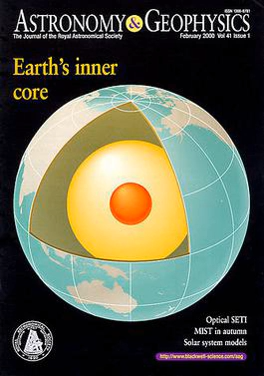 ASTRONOMY & GEOPHYSICS
ISSN 1366-8781
The Journal of the Royal Astronomical Society
February 2000 Vol 41 Issue 1
Earth's inner
core
Optical SETI
MIST in autumn
Solar system models
http://www.blackwell-science.com/aag